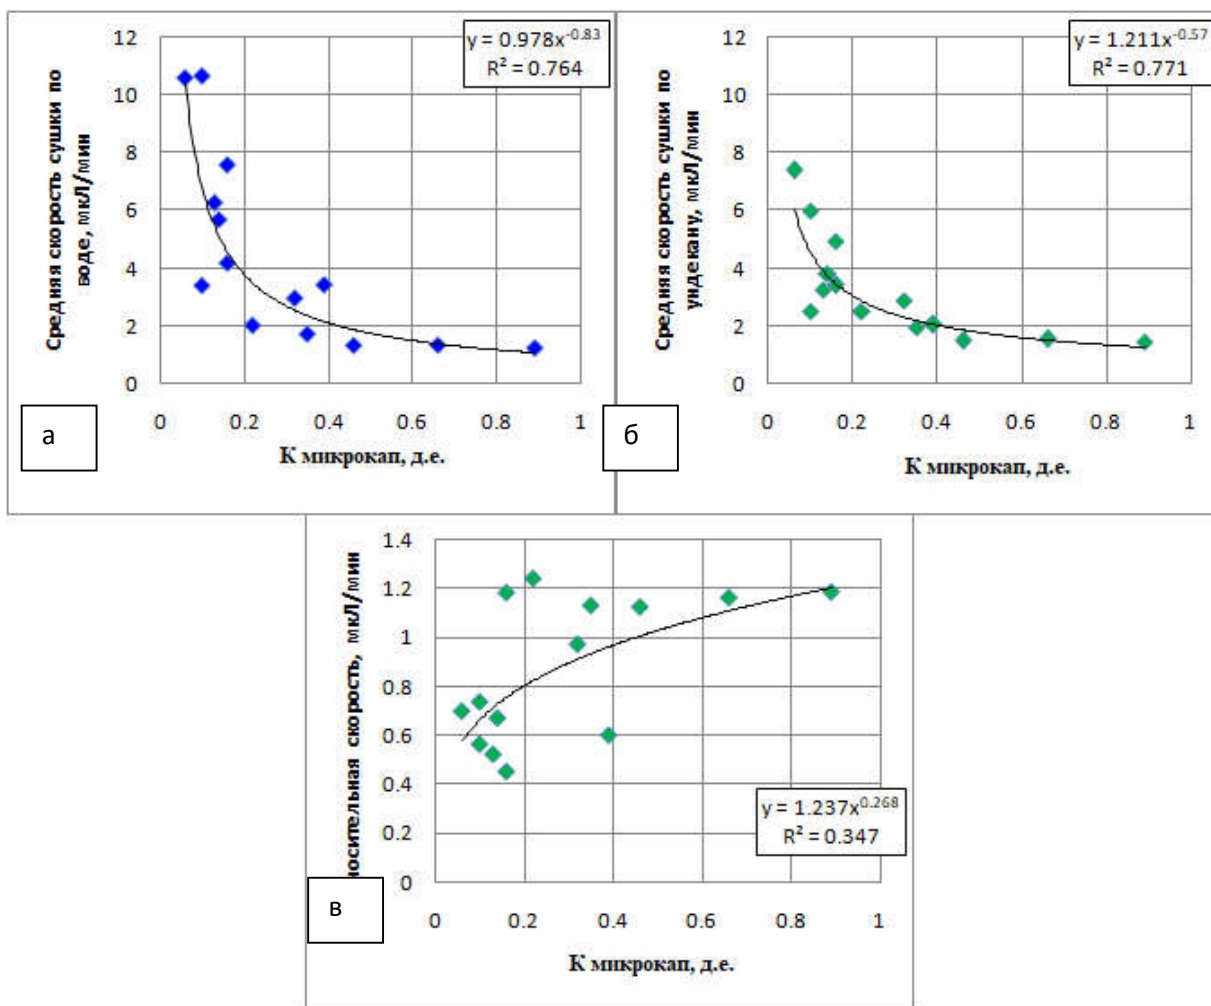 y = 0.978x-0.83
R² = 0.764
12
10
8
6
4
2
0
Средняя скорость сушки по
воде, мкЛ/мин
0 0.2 0.4 0.6 0.8 1
К микрокап, д.е.
а
y = 1.211x-0.57
R² = 0.771
12
10
8
6
4
2
0
Средняя скорость сушки по
ундекану, мкЛ/мин
0 0.2 0.4 0.6 0.8 1
К микрокап, д.е.
б
1.4
1.2
1
0.8
0.6
0.4
0.2
0
носительная скорость, мкЛ/мин
y = 1.237x0.268
R² = 0.347
0 0.2 0.4 0.6 0.8 1
К микрокап, д.е.
в